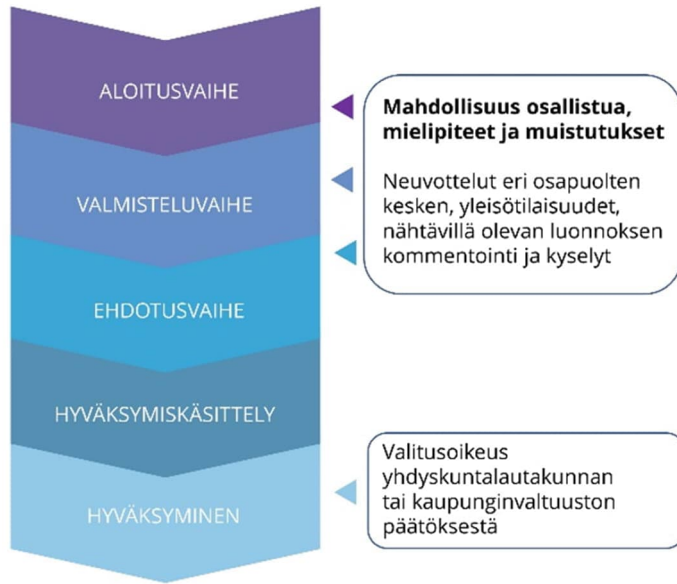 ALOITUSVAIHE
Mahdollisuus osallistua,
mielipiteet ja muistutukset
VALMISTELUVAIHE
Neuvottelut eri osapuolten
kesken, yleisötilaisuudet,
nähtävillä olevan luonnoksen
kommentointi ja kyselyt
EHDOTUSVAIHE
HYVÄKSYMISKÄSITTELY
HYVÄKSYMINEN
Valitusoikeus
yhdyskuntalautakunnan
tai kaupunginvaltuuston
päätöksestä